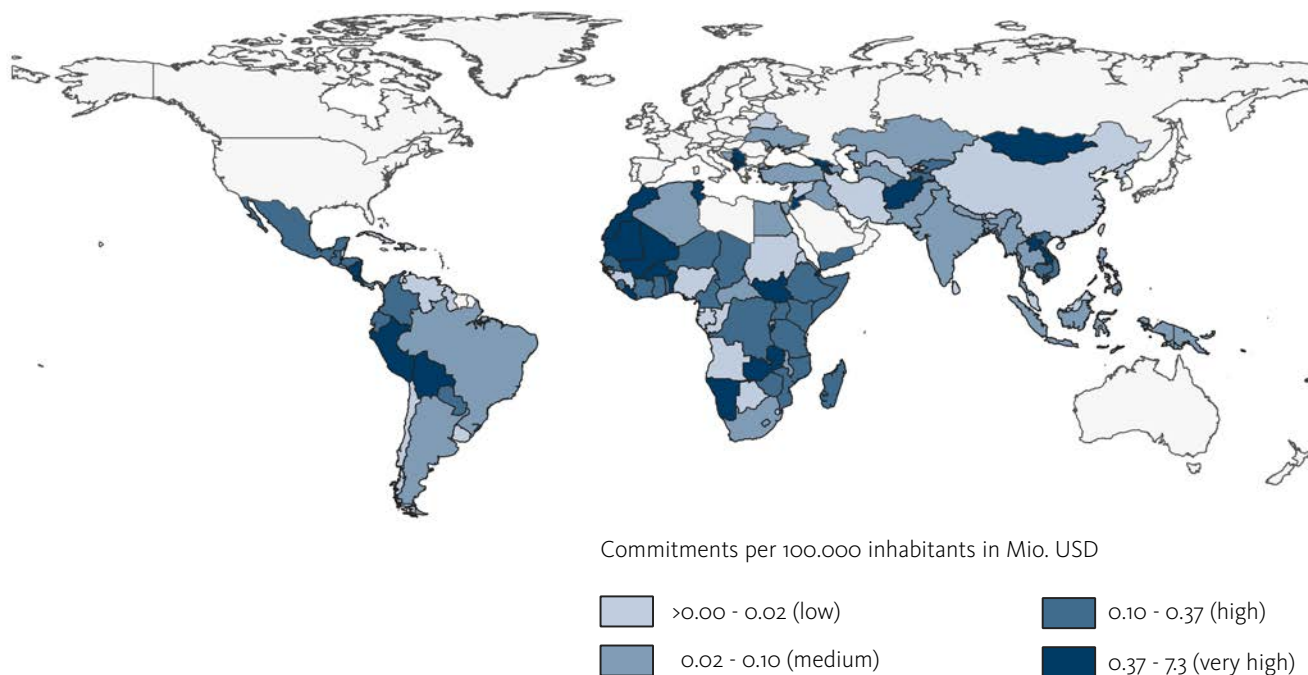 Commitments per 100.000 inhabitants in Mio. USD
>0.00 - 0.02 (low)
0.10 - 0.37 (high)
0.02 - 0.10 (medium)
0.37 - 7.3 (very high)